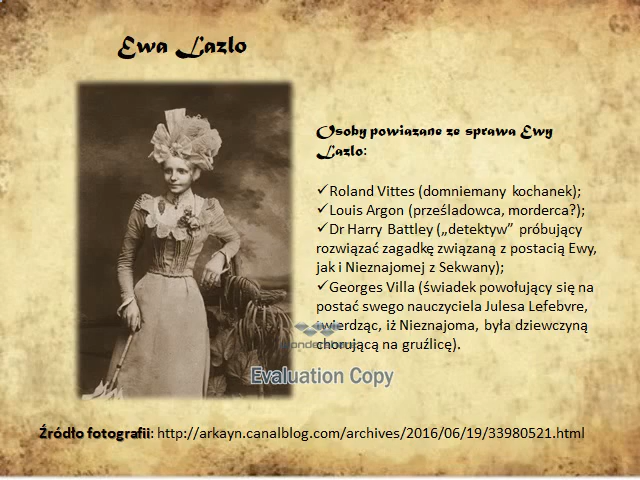 Ewa Lazlo
Osoby powiazane ze sprawa Ewy
Lazlo:
✓Roland Vittes (domniemany kochanek);
✓Louis Argon (prześladowca, morderca?);
✓Dr Harry Battley („detektyw” próbujący
rozwiązać zagadkę związaną z postacią Ewy,
jak i Nieznajomej z Sekwany);
✓Georges Villa (świadek powołujący się na
postać swego nauczyciela Julesa Lefebvre,
twierdząc, iż Nieznajoma, była dziewczyną
chorującą na gruźlicę).
Wondershare
Evaluation Copy
Źródło fotografii: http://arkayn.canalblog.com/archives/2016/06/19/33980521.html